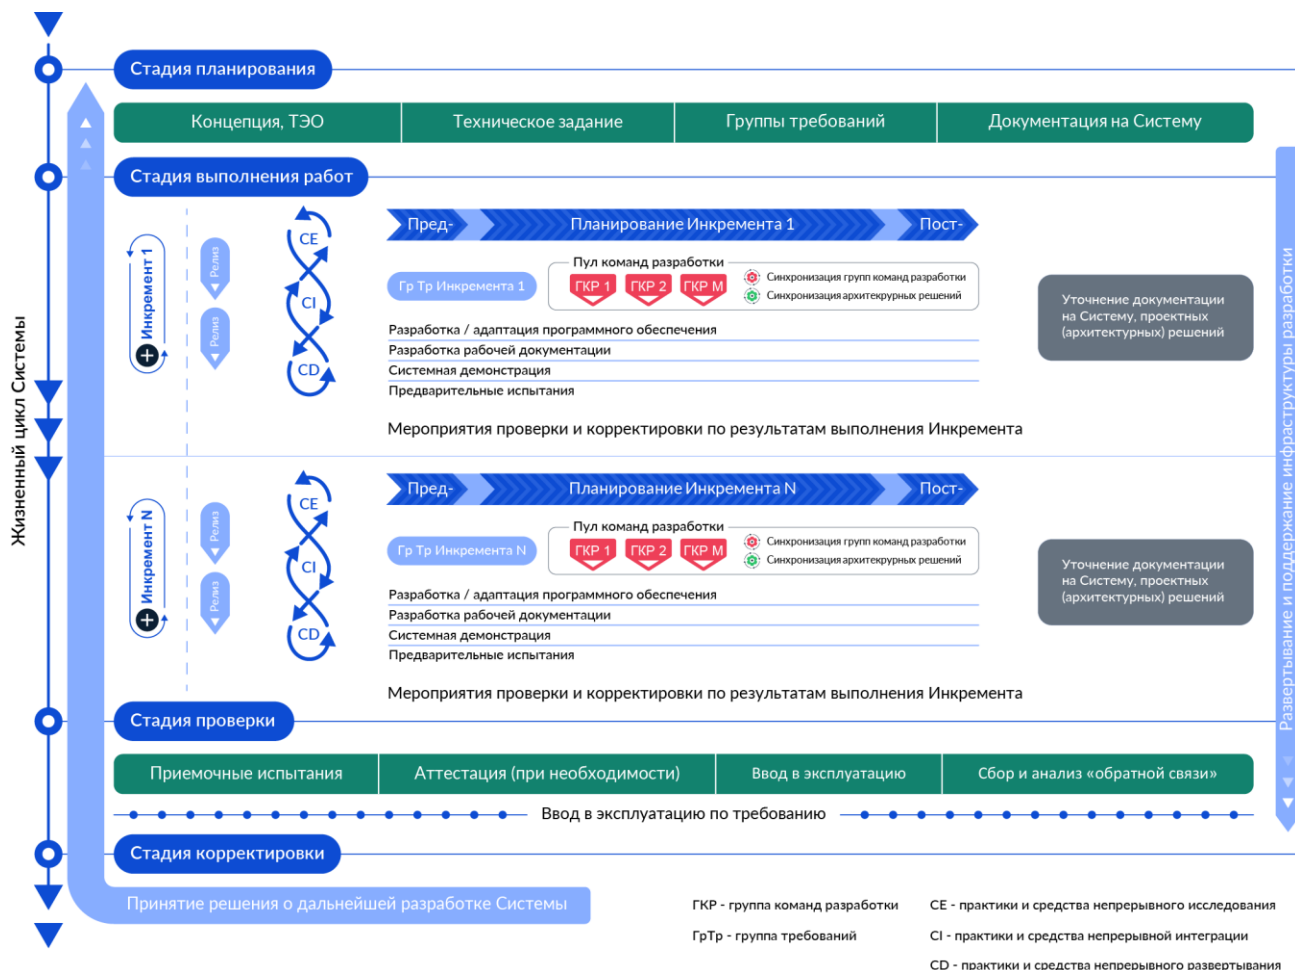 Жизненный цикл Системы
Стадия планирования
Концепция, ТЭО
Техническое задание
Группы требований
Документация на Систему
Стадия выполнения работ
Инкремент 1
Релиз
Релиз
CE
CI
CD
Пред-
Планирование Инкремента 1
Пост-
Гр Тр Инкремента 1
Пул команд разработки
ГКР 1
ГКР 2
ГКР М
Синхронизация групп команд разработки
Синхронизация архитекрурных решений
Разработка / адаптация программного обеспечения
Разработка рабочей документации
Системная демонстрация
Предварительные испытания
Уточнение документации
на Систему, проектных
(архитектурных) решений
Мероприятия проверки и корректировки по результатам выполнения Инкремента
Инкремент N
Релиз
Релиз
CE
CI
CD
Пред-
Планирование Инкремента N
Пост-
Гр Тр Инкремента N
Пул команд разработки
ГКР 1
ГКР 2
ГКР М
Синхронизация групп команд разработки
Синхронизация архитекрурных решений
Разработка / адаптация программного обеспечения
Разработка рабочей документации
Системная демонстрация
Предварительные испытания
Уточнение документации
на Систему, проектных
(архитектурных) решений
Мероприятия проверки и корректировки по результатам выполнения Инкремента
Развертывание и поддержание инфраструктуры разработки
Стадия проверки
Приемочные испытания
Аттестация (при необходимости)
Ввод в эксплуатацию
Сбор и анализ «обратной связи»
Ввод в эксплуатацию по требованию
Стадия корректировки
Принятие решения о дальнейшей разработке Системы
ГКР - группа команд разработки
ГрТр - группа требований
CE - практики и средства непрерывного исследования
CI - практики и средства непрерывной интеграции
CD - практики и средства непрерывного развертывания